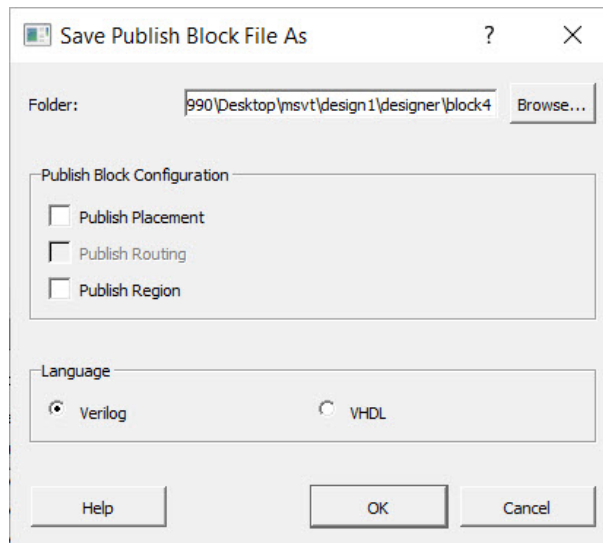 Save Publish Block File As ?
Folder: 990\Desktop\msvt\design1\designer\block4 Browse...
Publish Block Configuration
Publish Placement
Publish Routing
Publish Region
Language
Verilog VHDL
Help OK Cancel